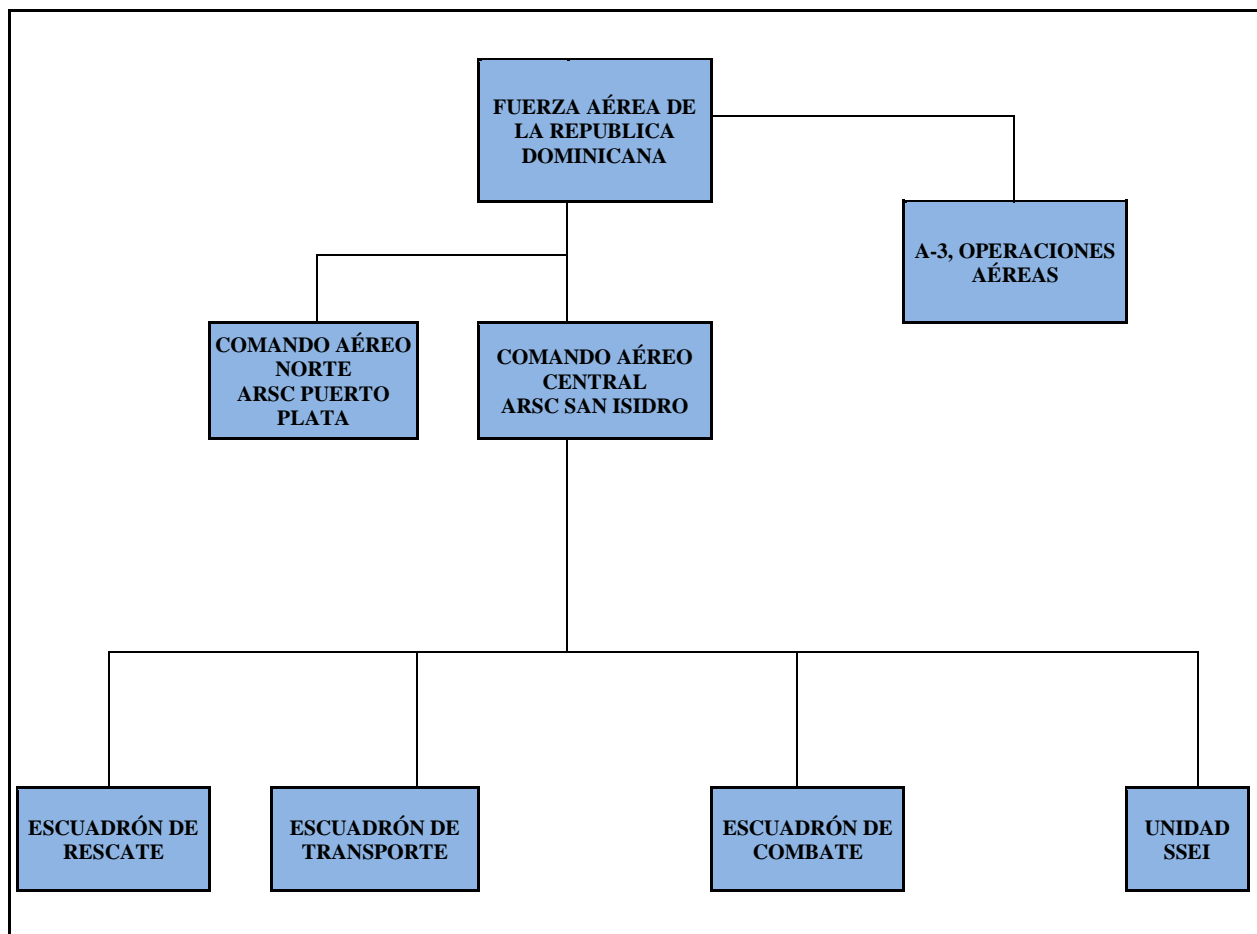 FUERZA AÉREA DE
LA REPUBLICA
DOMINICANA
A-3, OPERACIONES
AÉREAS
COMANDO AÉREO
NORTE
ARSC PUERTO
PLATA
COMANDO AÉREO
CENTRAL
ARSC SAN ISIDRO
ESCUADRÓN DE
RESCATE
ESCUADRÓN DE
TRANSPORTE
ESCUADRÓN DE
COMBATE
UNIDAD
SSEI